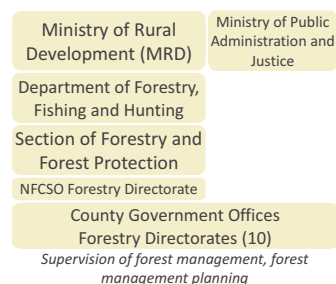 Ministry of Rural
Development (MRD)
Ministry of Public
Administration and
Justice
Department of Forestry,
Fishing and Hunting
Section of Forestry and
Forest Protection
NFCSO Forestry Directorate
County Government Offices
Forestry Directorates (10)
Supervision of forest management, forest
management planning